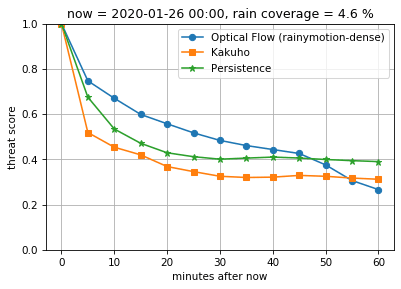 now = 2020-01-26 00:00, rain coverage = 4.6 %
Optical Flow (rainymotion-dense)
Kakuho
Persistence
threat score
1.0
0.8
0.6
0.4
0.2
0.0
0 10 20 30 40 50 60
minutes after now